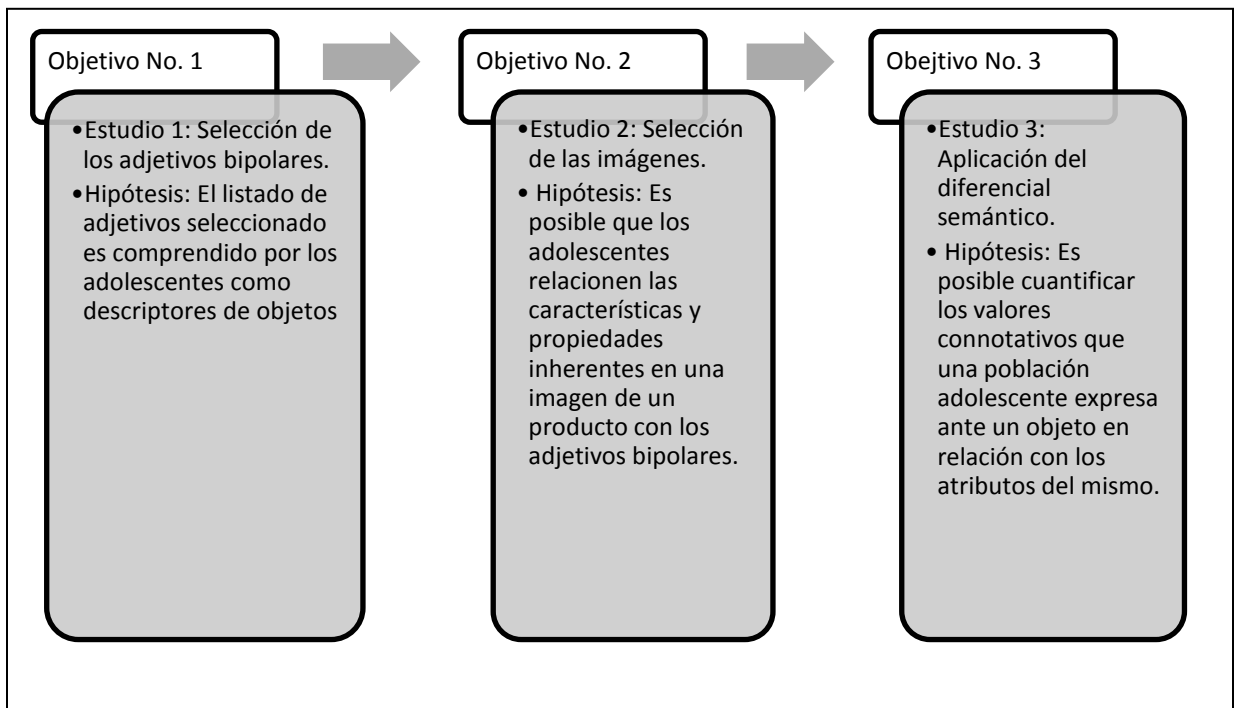 Objetivo No. 1
•Estudio 1: Selección de
los adjetivos bipolares.
•Hipótesis: El listado de
adjetivos seleccionado
es comprendido por los
adolescentes como
descriptores de objetos
Objetivo No. 2
•Estudio 2: Selección
de las imágenes.
• Hipótesis: Es
posible que los
adolescentes
relacionen las
características y
propiedades
inherentes en una
imagen de un
producto con los
adjetivos bipolares.
Obejtivo No. 3
•Estudio 3:
Aplicación del
diferencial
semántico.
• Hipótesis: Es
posible cuantificar
los valores
connotativos que
una población
adolescente expresa
ante un objeto en
relación con los
atributos del mismo.